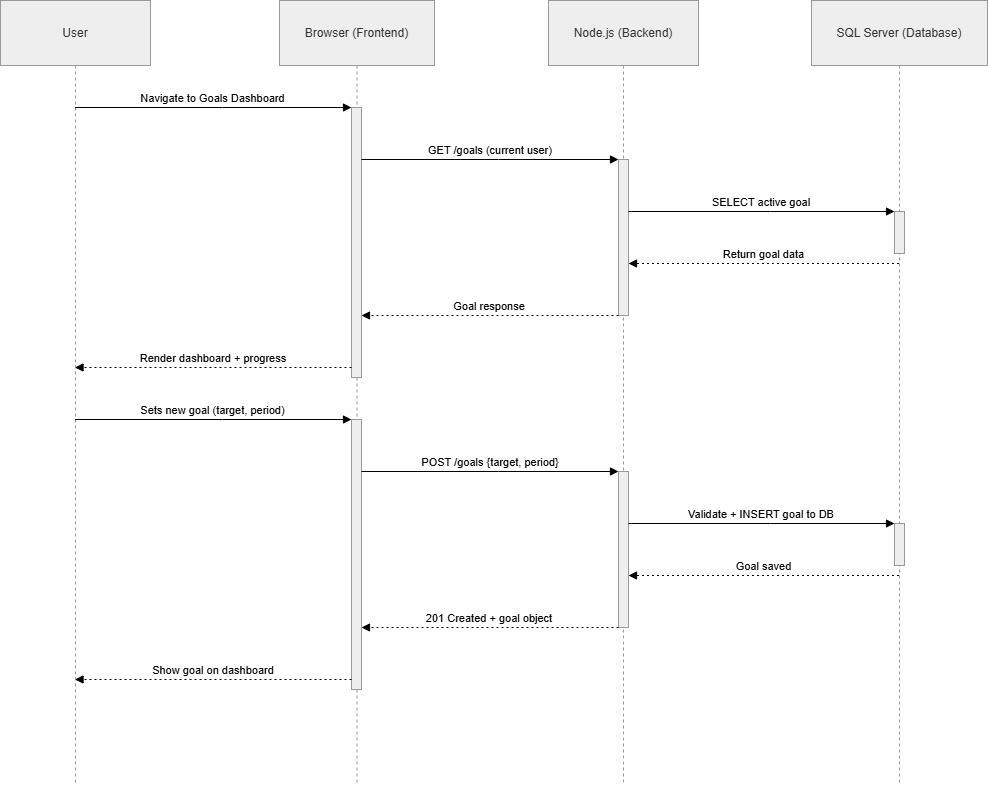 User
Browser (Frontend)
Node.js (Backend)
SQL Server (Database)
Navigate to Goals Dashboard
GET /goals (current user)
SELECT active goal
Return goal data
Goal response
Render dashboard + progress
Sets new goal (target, period)
POST /goals {target, period}
Validate + INSERT goal to DB
Goal saved
201 Created + goal object
Show goal on dashboard